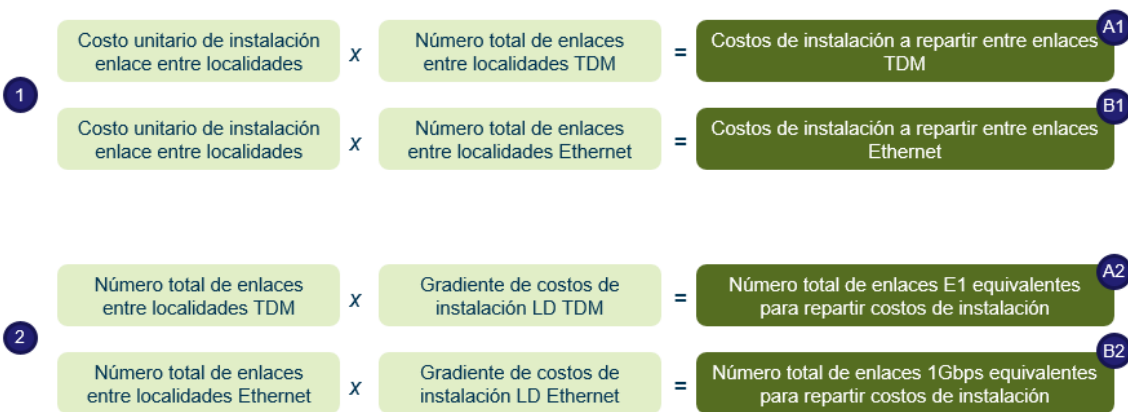 Costo unitario de instalación
enlace entre localidades
x
Número total de enlaces
entre localidades TDM
=
Costos de instalación a repartir entre enlaces
TDM
A1
1
Costo unitario de instalación
enlace entre localidades
x
Número total de enlaces
entre localidades Ethernet
=
Costos de instalación a repartir entre enlaces
Ethernet
B1
Número total de enlaces
entre localidades TDM
x
Gradiente de costos de
instalación LD TDM
=
Número total de enlaces E1 equivalentes
para repartir costos de instalación
A2
2
Número total de enlaces
entre localidades Ethernet
x
Gradiente de costos de
instalación LD Ethernet
=
Número total de enlaces 1Gbps equivalentes
para repartir costos de instalación
B2